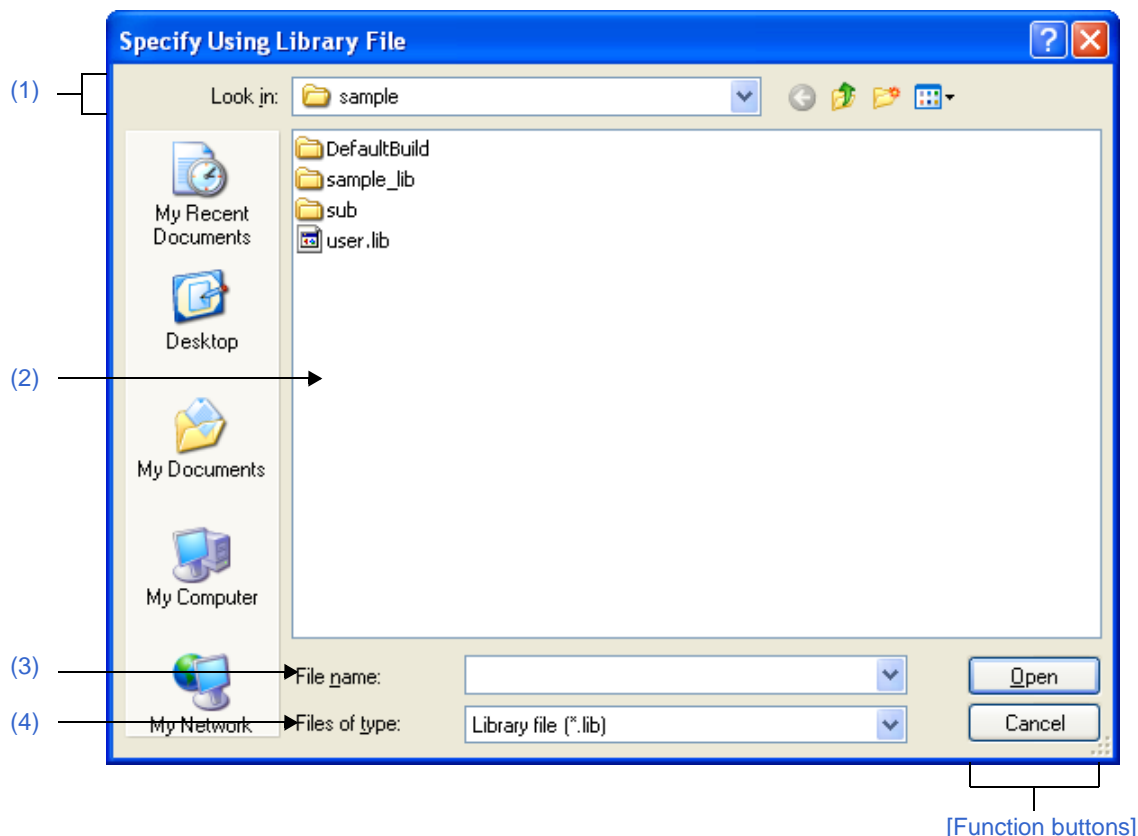 Specify Using Library File
(1)
Look in:
sample
DefaultBuild
sample_lib
sub
user.lib
My Recent
Documents
Desktop
(2)
My Documents
My Computer
(3)
File name:
Open
(4)
My Network
Files of type:
Library file (*.lib)
Cancel
[Function buttons]